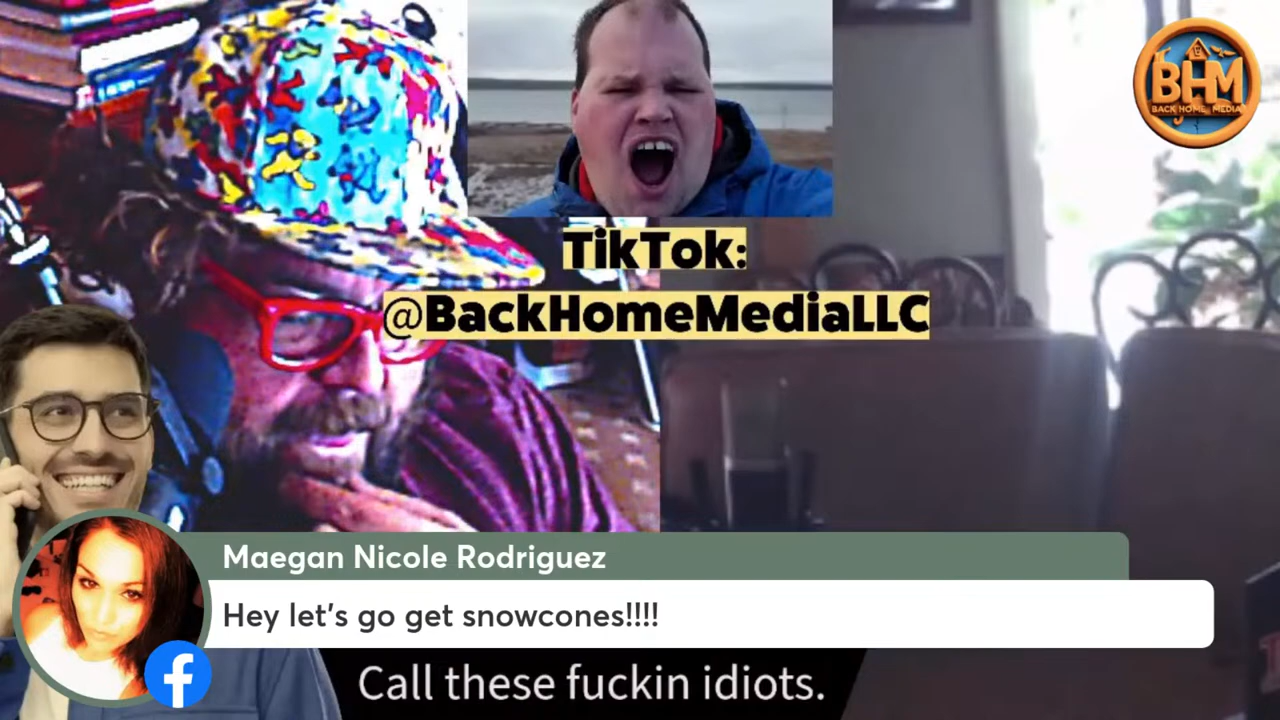 BHM
BACK HOME MEDIA
TikTok:
@BackHomeMediaLLC
Maegan Nicole Rodriguez
Hey let's go get snowcones!!!!
Call these fuckin idiots.